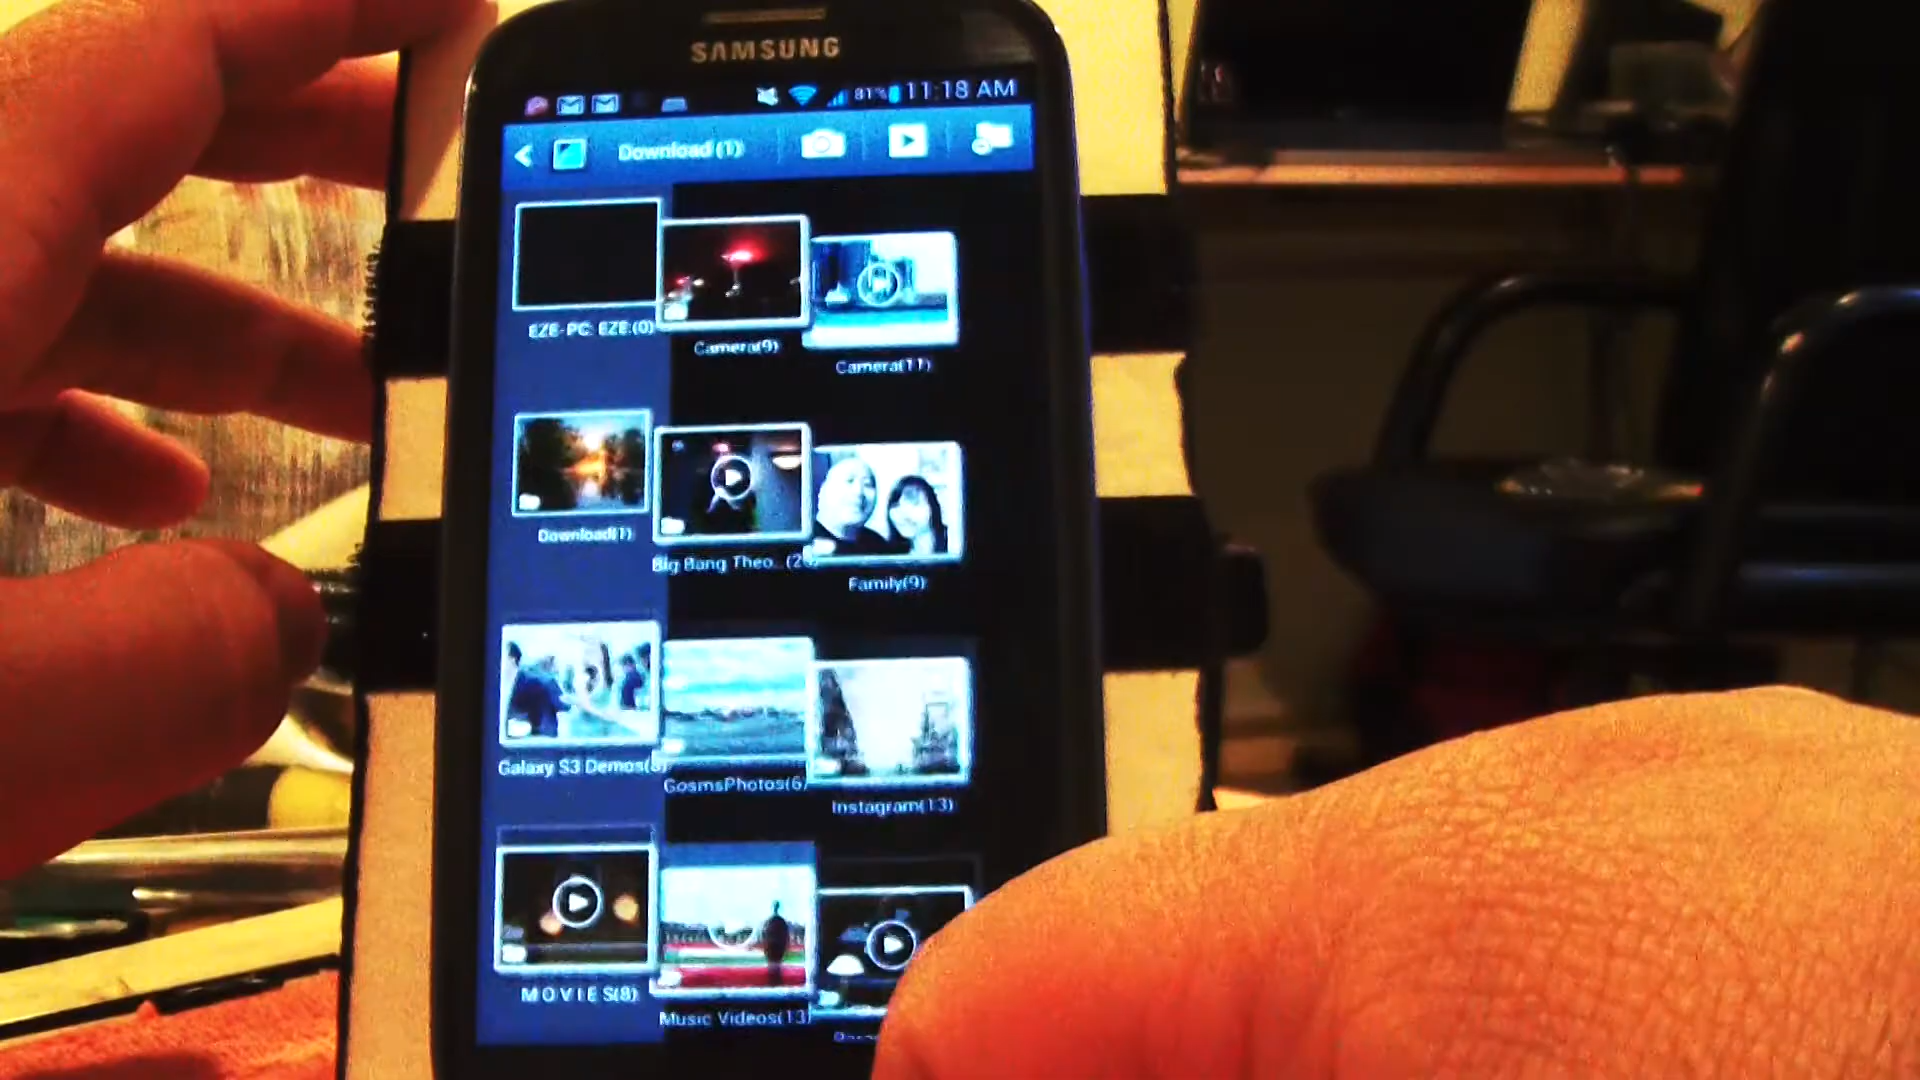 SAMSUNG
81% 11:18 AM
Download (1)
EZE-PC: EZE:(0)
Camera(9)
Camera(11)
Download(1)
Big Bang Theo..
Family(9)
Galaxy S3 Demos(
GosmsPhotos(6)
Instagram(13)
M O V I E S(8)
Music Videos(13)